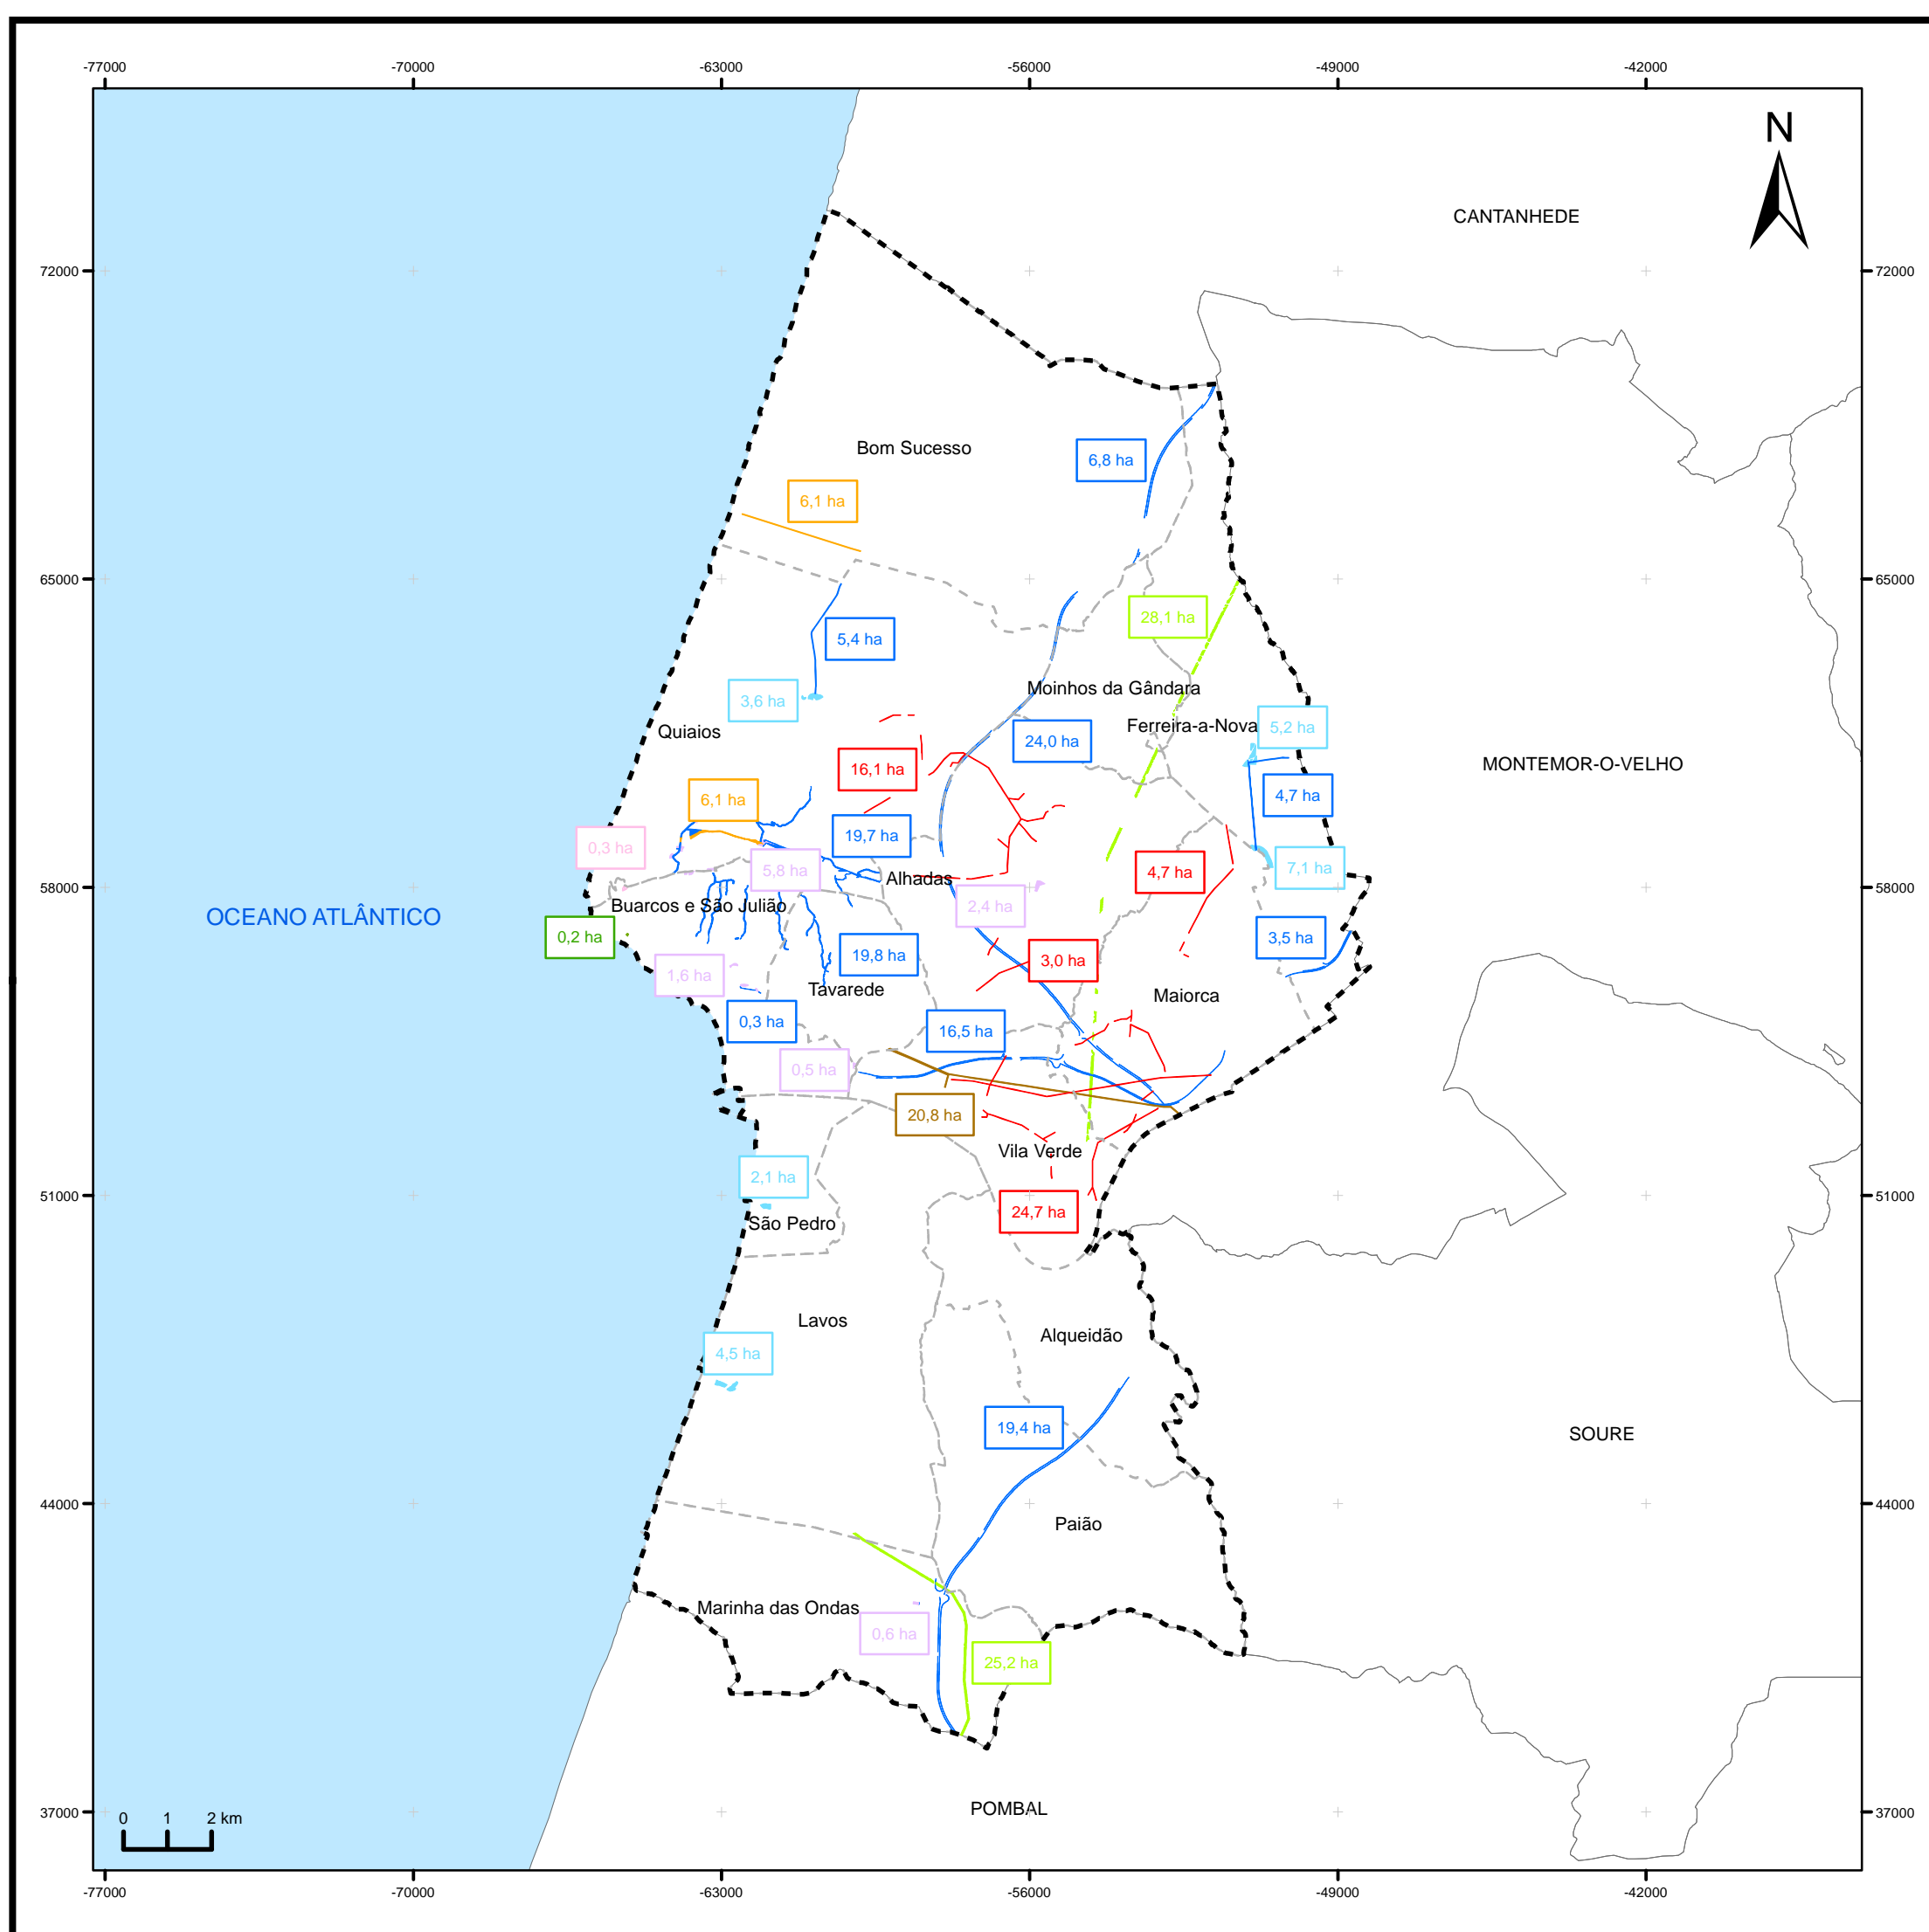 -77000
-70000
-63000
-56000
-49000
-42000
N
CANTANHEDE
72000
72000
Bom Sucesso
6,8 ha
6,1 ha
65000
65000
28,1 ha
5,4 ha
Moinhos da Gândara
3,6 ha
Ferreira-a-Nova
5,2 ha
Quiaios
24,0 ha
MONTEMOR-O-VELHO
16,1 ha
4,7 ha
6,1 ha
19,7 ha
0,3 ha
5,8 ha
4,7 ha
7,1 ha
Alhadas
58000
58000
2,4 ha
Buarcos e São Julião
OCEANO ATLÂNTICO
0,2 ha
3,5 ha
19,8 ha
3,0 ha
1,6 ha
Tavarede
Maiorca
0,3 ha
16,5 ha
0,5 ha
20,8 ha
Vila Verde
2,1 ha
51000
51000
24,7 ha
São Pedro
Lavos
Alqueidão
4,5 ha
19,4 ha
SOURE
44000
44000
Paião
Marinha das Ondas
0,6 ha
25,2 ha
POMBAL
37000
37000
0 1 2 km
-77000
-70000
-63000
-56000
-49000
-42000